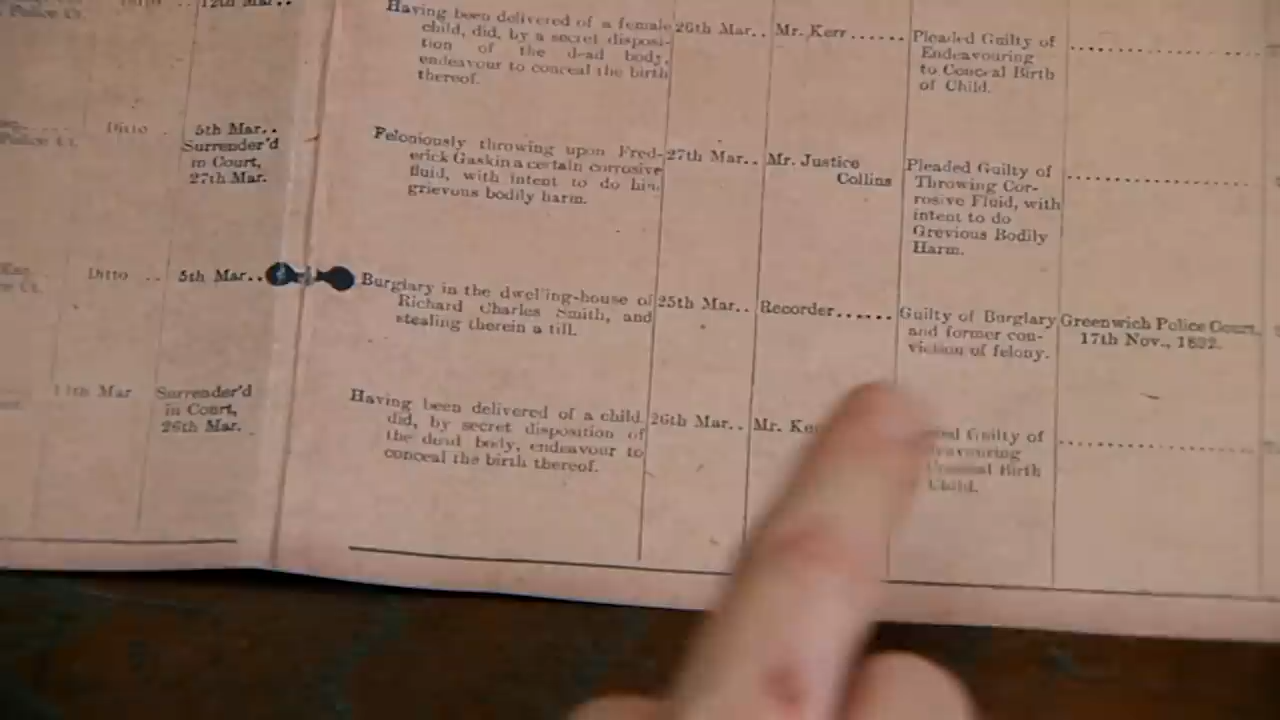 12th Mar..
Police Ct.
Having been delivered of a female
child, did, by a secret disposi-
tion of the dead body,
endeavour to conceal the birth
thereof.
26th Mar..
Mr. Kerr......
Pleaded Guilty of
Endeavouring
to Conceal Birth
of Child.
Ditto .
5th Mar..
Surrender'd
in Court,
27th Mar.
Feloniously throwing upon Fred-
erick Gaskin a certain corrosive
fluid, with intent to do him
grievous bodily harm.
27th Mar..
Mr. Justice
Collins
Pleaded Guilty of
Throwing Cor-
rosive Fluid, with
intent to do
Grevious Bodily
Harm.
Ditto ..
5th Mar..
Burglary in the dwelling-house of
Richard Charles Smith, and
stealing therein a till.
25th Mar..
Recorder......
Guilty of Burglary
and former con-
viction of felony.
Greenwich Police Court,
17th Nov., 1892.
Mar
Surrender'd
in Court,
26th Mar.
Having been delivered of a child
did, by secret disposition of
the dead body, endeavour to
conceal the birth thereof.
26th Mar..
Mr.
Guilty of
Birth
Child.